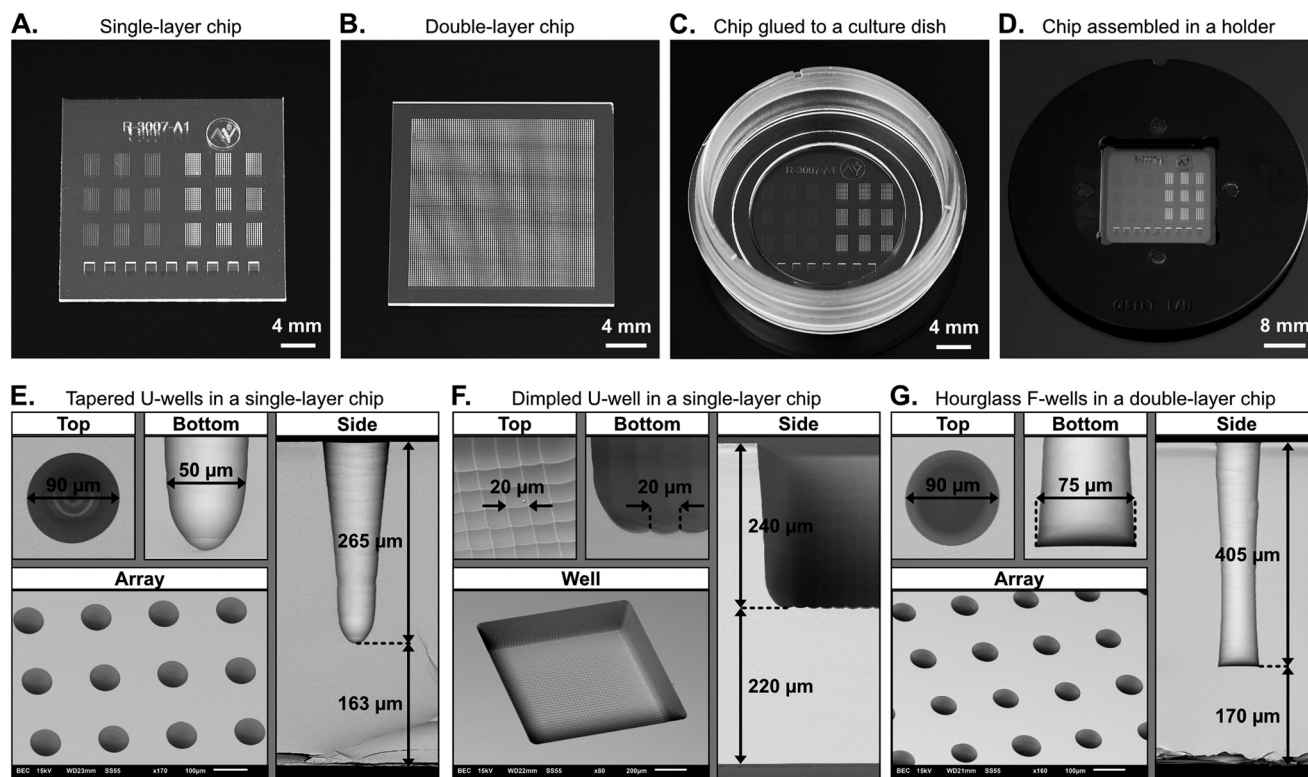 A. Single-layer chip
B. Double-layer chip
C. Chip glued to a culture dish
D. Chip assembled in a holder
R-3007-A1
4 mm
4 mm
R-3007-A1
4 mm
8 mm
E. Tapered U-wells in a single-layer chip
Top
Bottom
Side
90 µm
50 µm
265 µm
Array
163 µm
BEC 15kV WD23mm SS55 x170 100µm
F. Dimpled U-well in a single-layer chip
Top
Bottom
Side
20 µm
20 µm
240 µm
Well
220 µm
BEC 15kV WD22mm SS55 x80 200µm
G. Hourglass F-wells in a double-layer chip
Top
Bottom
Side
90 µm
75 µm
405 µm
Array
170 µm
BEC 15kV WD21mm SS55 x160 100µm